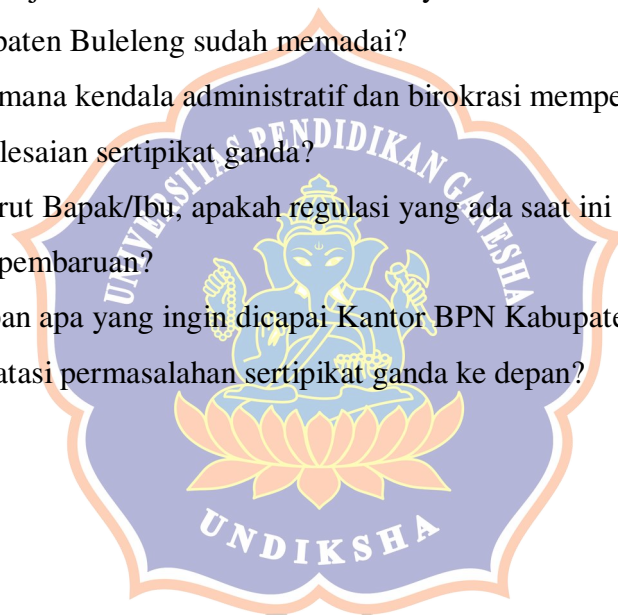 paten Buleleng sudah memadai?
mana kendala administratif dan birokrasi mempe
lesaian sertipikat ganda?
rut Bapak/Ibu, apakah regulasi yang ada saat ini
pembaruan?
an apa yang ingin dicapai Kantor BPN Kabupate
atasi permasalahan sertipikat ganda ke depan?
UNIVERSITAS PENDIDIKAN GANESHA
UNDIKSHA